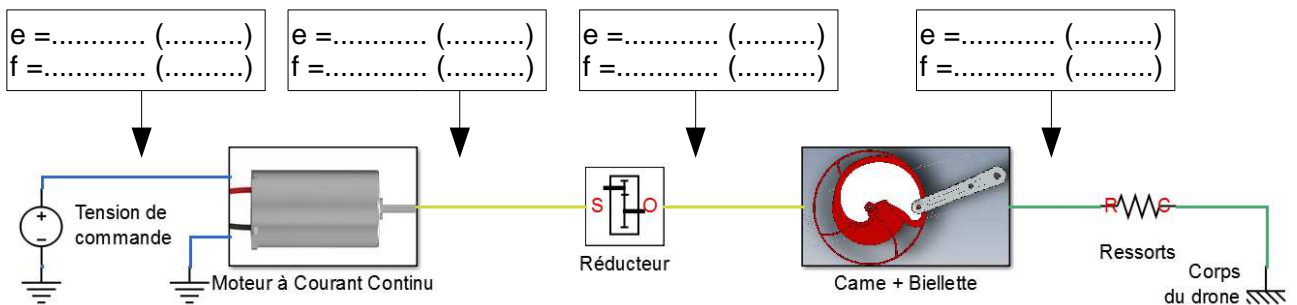 e =........... (.........)
f =............ (.........)
e =........... (.........)
f =............ (.........)
e =........... (.........)
f =............ (.........)
e =........... (.........)
f =............ (.........)
Tension de
commande
Moteur à Courant Continu
S O
Réducteur
Came + Biellette
R C
Ressorts
Corps
du drone